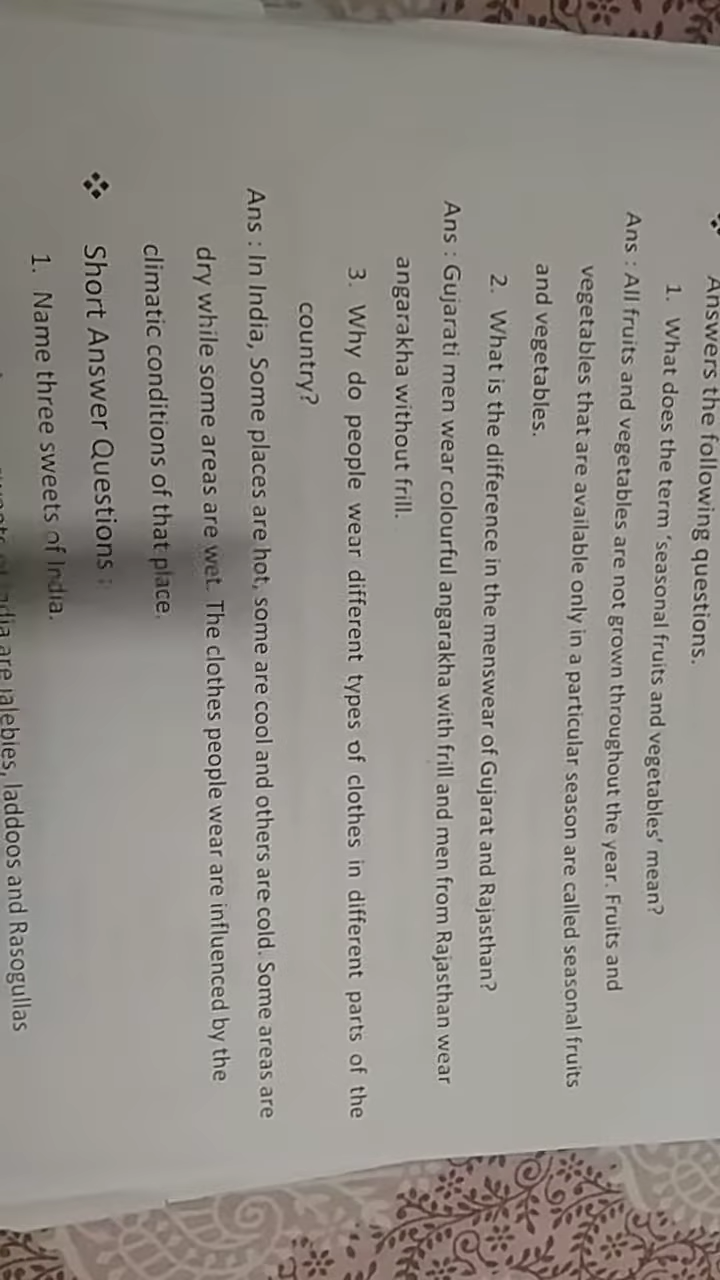 ❖ Answers the following questions.
1. What does the term ‘seasonal fruits and vegetables’ mean?
Ans : All fruits and vegetables are not grown throughout the year. Fruits and
vegetables that are available only in a particular season are called seasonal fruits
and vegetables.
2. What is the difference in the menswear of Gujarat and Rajasthan?
Ans : Gujarati men wear colourful angarakha with frill and men from Rajasthan wear
angarakha without frill.
3. Why do people wear different types of clothes in different parts of the
country?
Ans : In India, Some places are hot, some are cool and others are cold. Some areas are
dry while some areas are wet. The clothes people wear are influenced by the
climatic conditions of that place.
❖ Short Answer Questions :
1. Name three sweets of India.
are jalebies, laddoos and Rasogullas